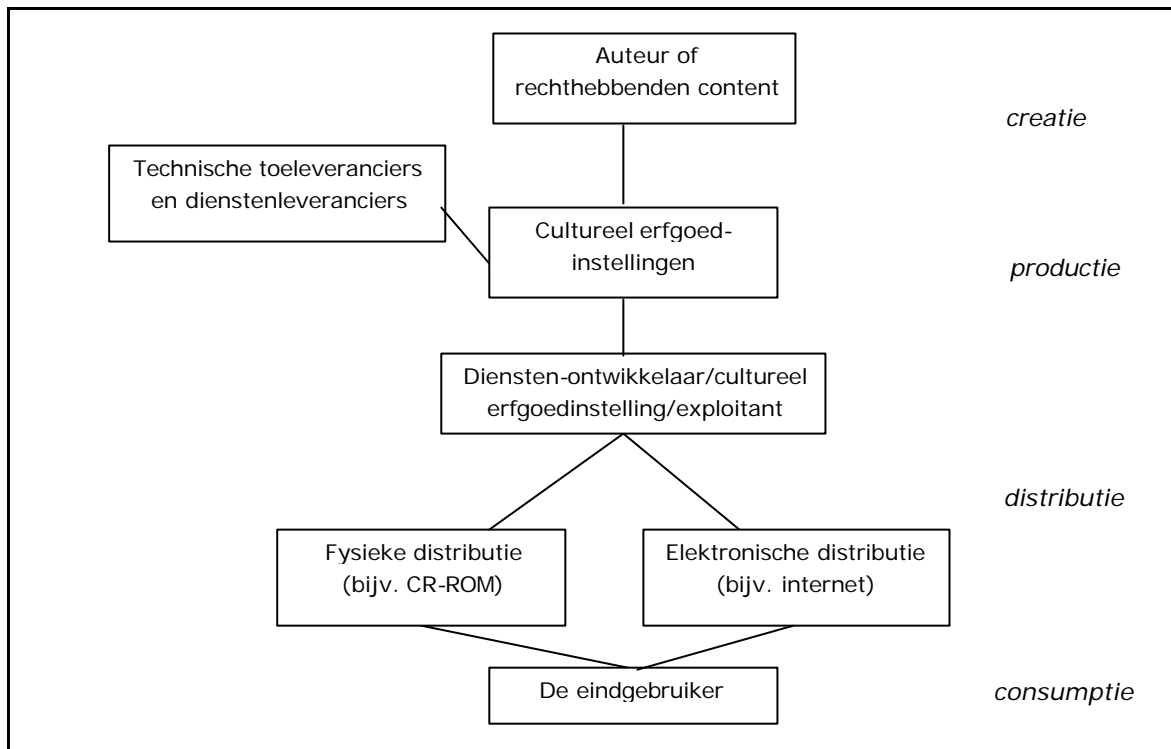 Auteur of
rechthebbenden content
creatie
Technische toeleveranciers
en dienstenleveranciers
Cultureel erfgoed-
instellingen
productie
Diensten-ontwikkelaar/cultureel
erfgoedinstelling/exploitant
distributie
Fysieke distributie
(bijv. CR-ROM)
Elektronische distributie
(bijv. internet)
De eindgebruiker
consumptie